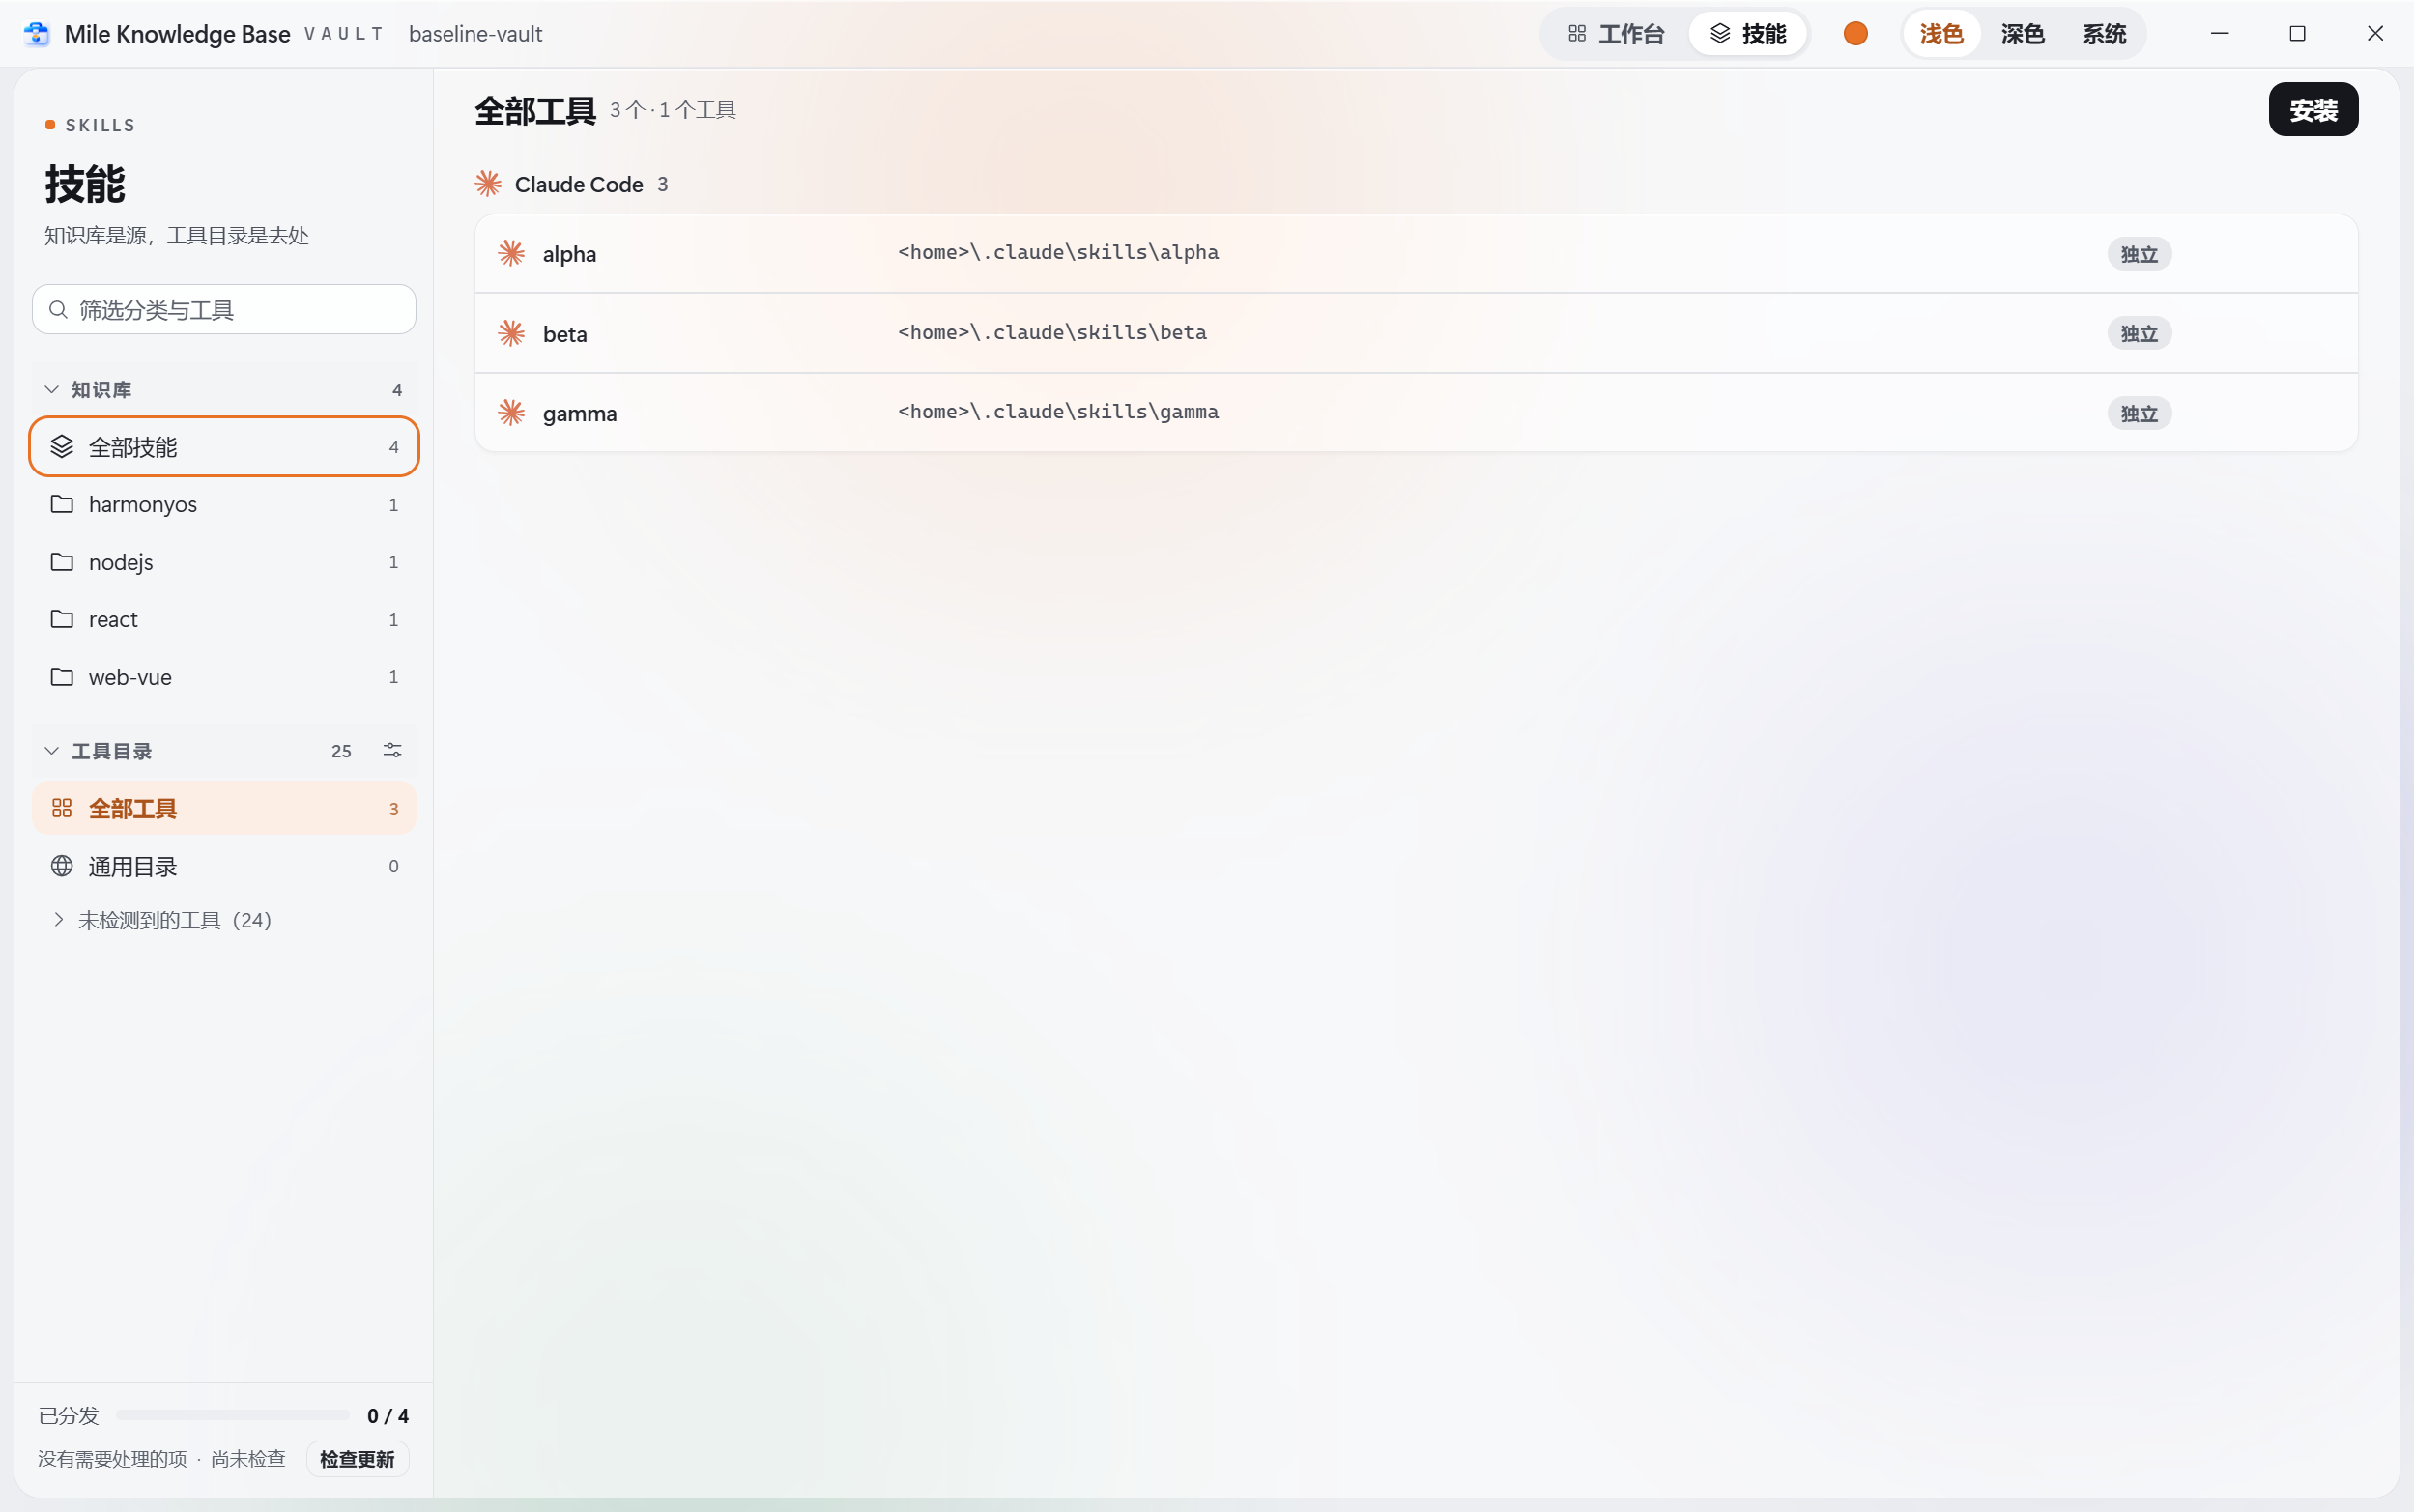 Mile Knowledge Base VAULT baseline-vault
工作台 技能 浅色 深色 系统
SKILLS
技能
知识库是源，工具目录是去处
筛选分类与工具
知识库 4
全部技能 4
harmonyos 1
nodejs 1
react 1
web-vue 1
工具目录 25
全部工具 3
通用目录 0
未检测到的工具（24）
已分发 0 / 4
没有需要处理的项 · 尚未检查 检查更新
全部工具 3 个 · 1 个工具 安装
Claude Code 3
alpha <home>\.claude\skills\alpha 独立
beta <home>\.claude\skills\beta 独立
gamma <home>\.claude\skills\gamma 独立